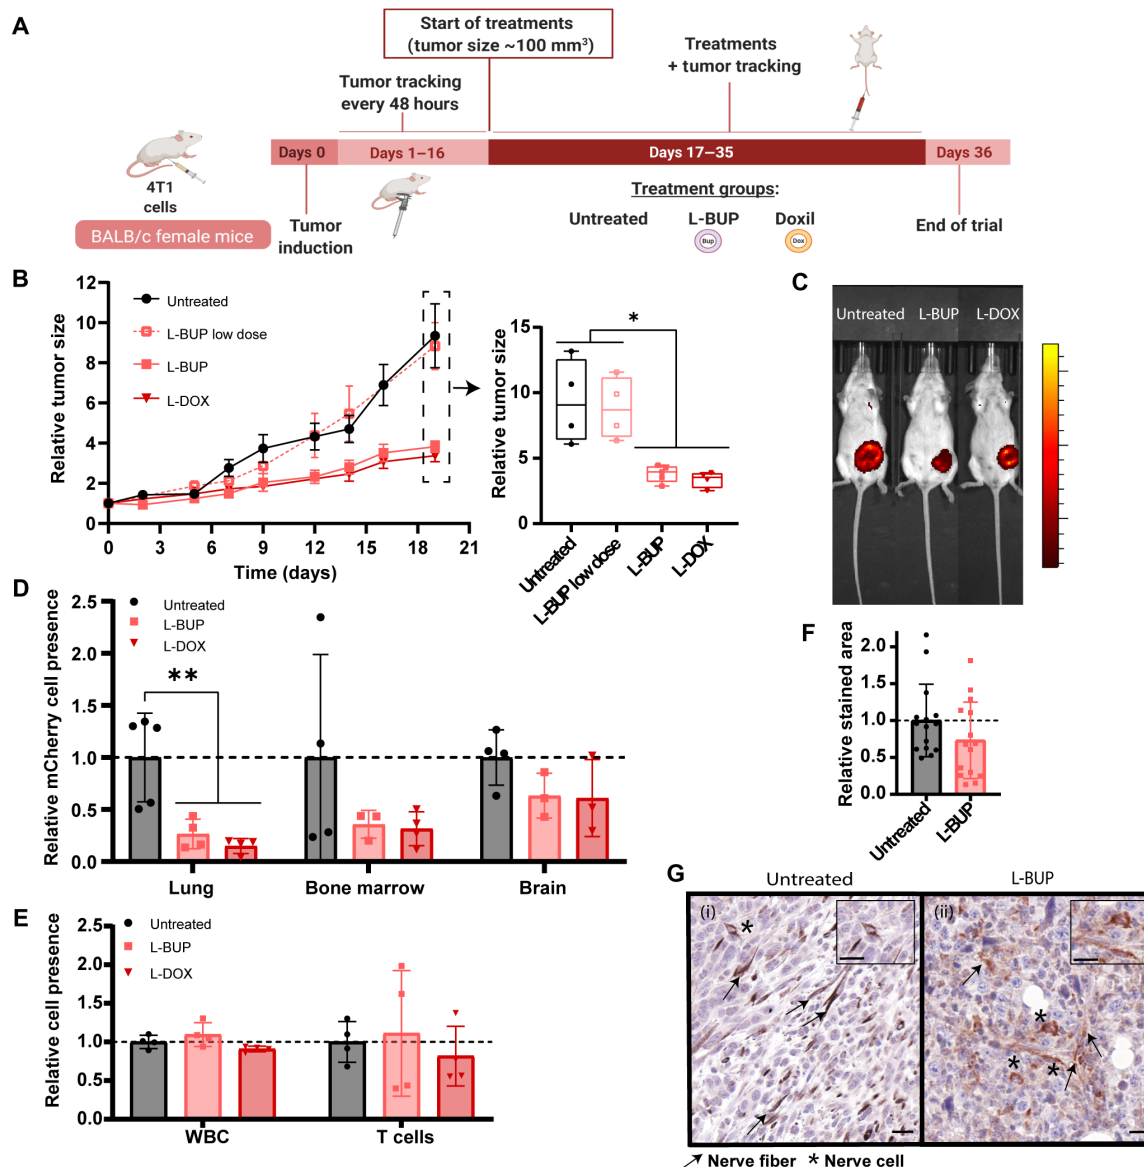 A
Start of treatments
(tumor size ~100 mm³)
Tumor tracking
every 48 hours
Treatments
+ tumor tracking
Days 0
Days 1–16
Days 17–35
Days 36
4T1
cells
BALB/c female mice
Tumor
induction
Treatment groups:
Untreated
L-BUP
Doxil
Bup
Dox
End of trial
B
Relative tumor size
12
10
8
6
4
2
0
Untreated
L-BUP low dose
L-BUP
L-DOX
0 3 6 9 12 15 18 21
Time (days)
Relative tumor size
15
10
5
0
*
Untreated
L-BUP low dose
L-BUP
L-DOX
C
Untreated L-BUP L-DOX
D
Relative mCherry cell presence
2.5
2.0
1.5
1.0
0.5
0.0
Untreated
L-BUP
L-DOX
**
Lung Bone marrow Brain
E
Relative cell presence
2.5
2.0
1.5
1.0
0.5
0.0
Untreated
L-BUP
L-DOX
WBC T cells
F
Relative stained area
2.0
1.5
1.0
0.5
0.0
Untreated
L-BUP
G
Untreated
L-BUP
(i)
*
(ii)
*
*
*
Nerve fiber * Nerve cell